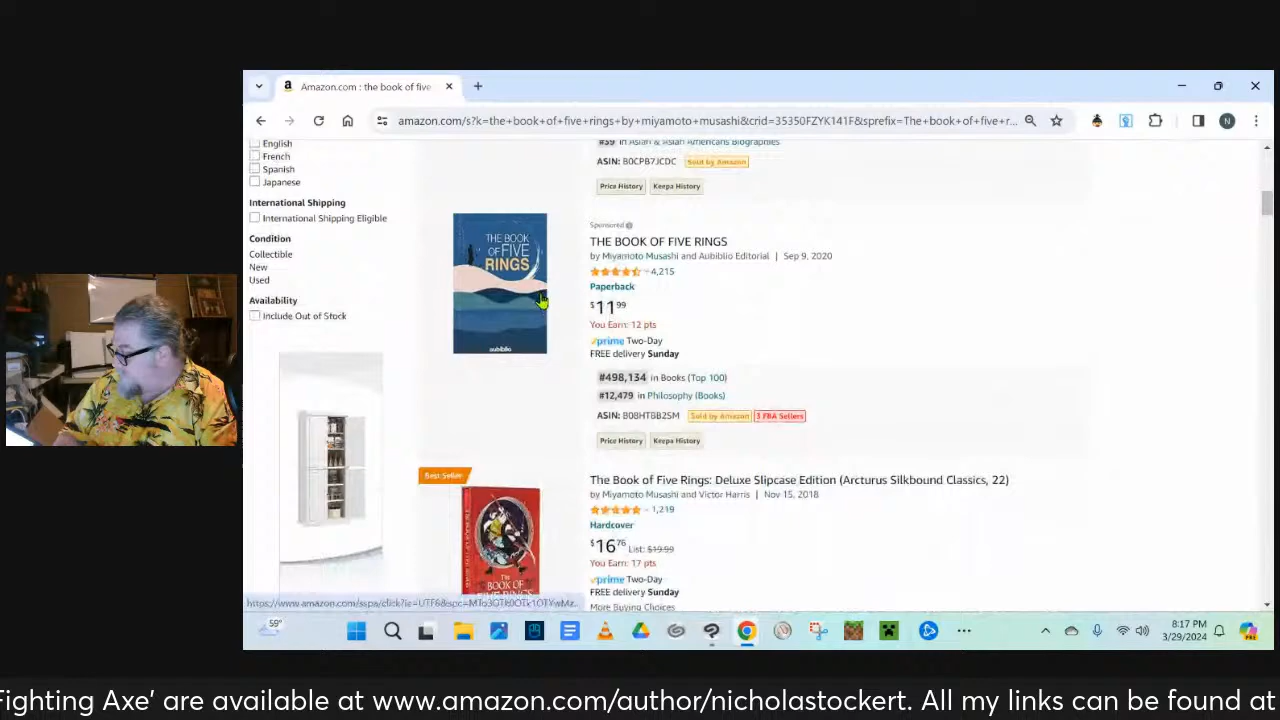 Amazon.com : the book of five
amazon.com/s?k=the+book+of+five+rings+by+miyamoto+musashi&crid=35350FZYK141F&sprefix=The+book+of+five+r...
English
French
Spanish
Japanese
International Shipping
International Shipping Eligible
Condition
Collectible
New
Used
Availability
Include Out of Stock
#39 in Asian & Asian Americans Biographies
ASIN: B0CPB7JCDC Sold by Amazon
Price History Keepa History
THE BOOK
OF FIVE
RINGS
aubiblio
Sponsored
THE BOOK OF FIVE RINGS
by Miyamoto Musashi and Aubiblio Editorial | Sep 9, 2020
4,215
Paperback
$11 99
You Earn: 12 pts
prime Two-Day
FREE delivery Sunday
#498,134 in Books (Top 100)
#12,479 in Philosophy (Books)
ASIN: B08HTBB2SM Sold by Amazon 3 FBA Sellers
Price History Keepa History
Best Seller
THE
BOOK OF
The Book of Five Rings: Deluxe Slipcase Edition (Arcturus Silkbound Classics, 22)
by Miyamoto Musashi and Victor Harris | Nov 15, 2018
1,219
Hardcover
$16 76 List: $19.99
You Earn: 17 pts
prime Two-Day
FREE delivery Sunday
More Buying Choices
59°
8:17 PM
3/29/2024
Fighting Axe' are available at www.amazon.com/author/nicholastockert. All my links can be found at